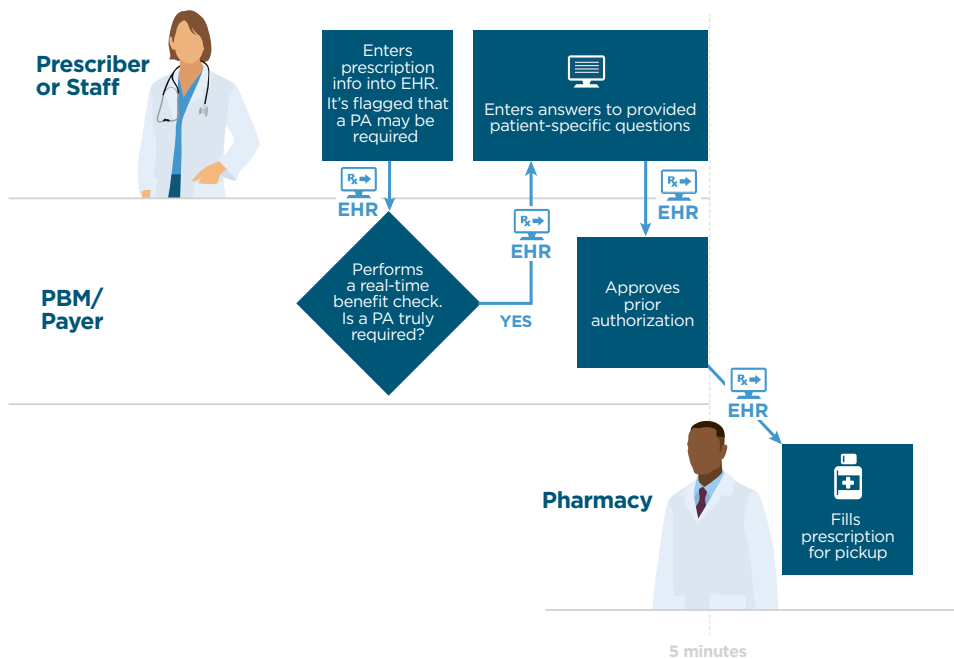 Prescriber
or Staff
Enters
prescription
info into EHR.
It's flagged that
a PA may be
required
Enters answers to provided
patient-specific questions
Rx
EHR
Rx
EHR
Rx
EHR
PBM/
Payer
Performs
a real-time
benefit check.
Is a PA truly
required?
YES
Approves
prior
authorization
Rx
EHR
Pharmacy
Fills
prescription
for pickup
5 minutes